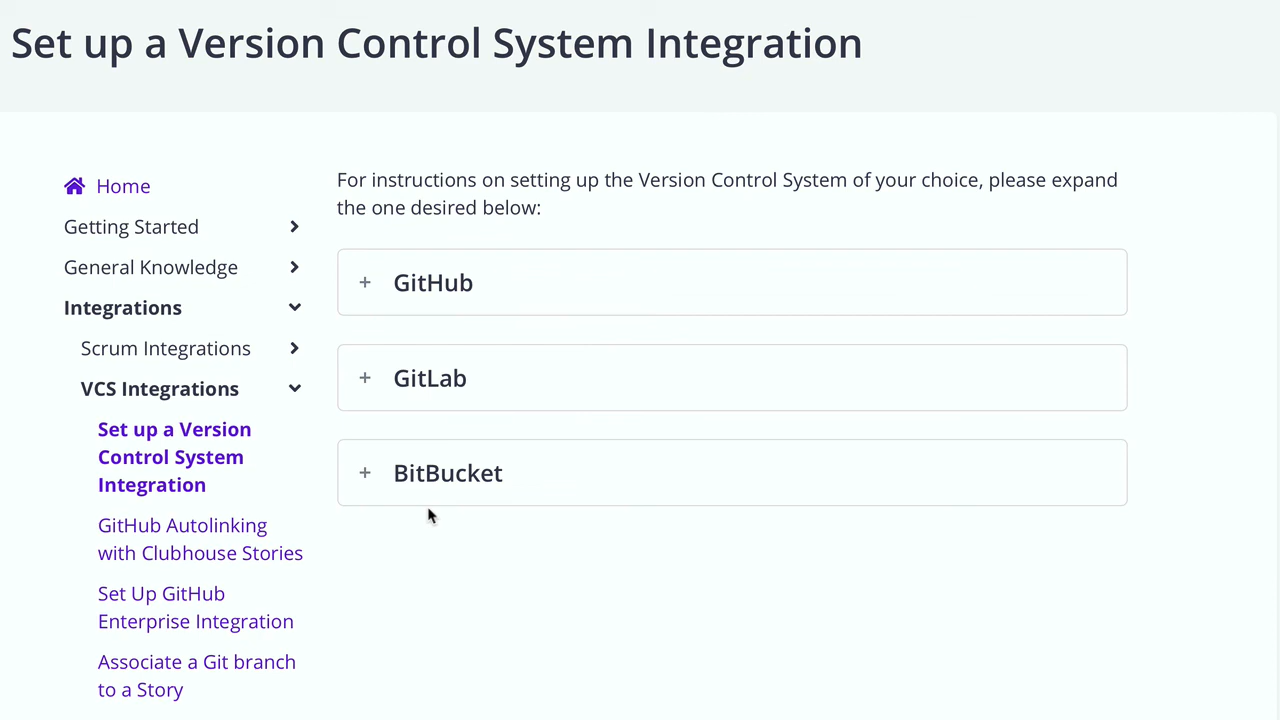 Set up a Version Control System Integration
Home
Getting Started
General Knowledge
Integrations
Scrum Integrations
VCS Integrations
Set up a Version
Control System
Integration
GitHub Autolinking
with Clubhouse Stories
Set Up GitHub
Enterprise Integration
Associate a Git branch
to a Story
For instructions on setting up the Version Control System of your choice, please expand
the one desired below:
+ GitHub
+ GitLab
+ BitBucket